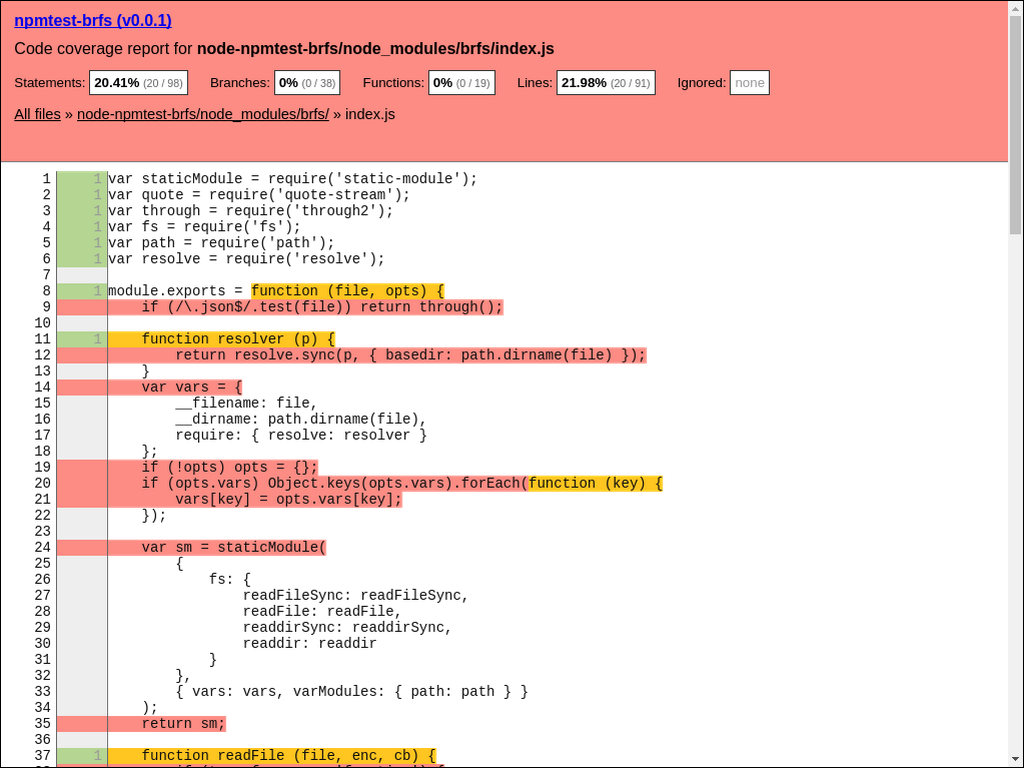 npmtest-brfs (v0.0.1)
Code coverage report for node-npmtest-brfs/node_modules/brfs/index.js
Statements: 20.41% (20 / 98) Branches: 0% (0 / 38) Functions: 0% (0 / 19) Lines: 21.98% (20 / 91) Ignored: none
All files » node-npmtest-brfs/node_modules/brfs/ » index.js
1 1 var staticModule = require('static-module');
2 1 var quote = require('quote-stream');
3 1 var through = require('through2');
4 1 var fs = require('fs');
5 1 var path = require('path');
6 1 var resolve = require('resolve');
7
8 1 module.exports = function (file, opts) {
9 if (/\.json$/.test(file)) return through();
10
11 1 function resolver (p) {
12 return resolve.sync(p, { basedir: path.dirname(file) });
13 }
14 var vars = {
15 __filename: file,
16 __dirname: path.dirname(file),
17 require: { resolve: resolver }
18 };
19 if (!opts) opts = {};
20 if (opts.vars) Object.keys(opts.vars).forEach(function (key) {
21 vars[key] = opts.vars[key];
22 });
23
24 var sm = staticModule(
25 {
26 fs: {
27 readFileSync: readFileSync,
28 readFile: readFile,
29 readdirSync: readdirSync,
30 readdir: readdir
31 }
32 },
33 { vars: vars, varModules: { path: path } }
34 );
35 return sm;
36
37 1 function readFile (file, enc, cb) {